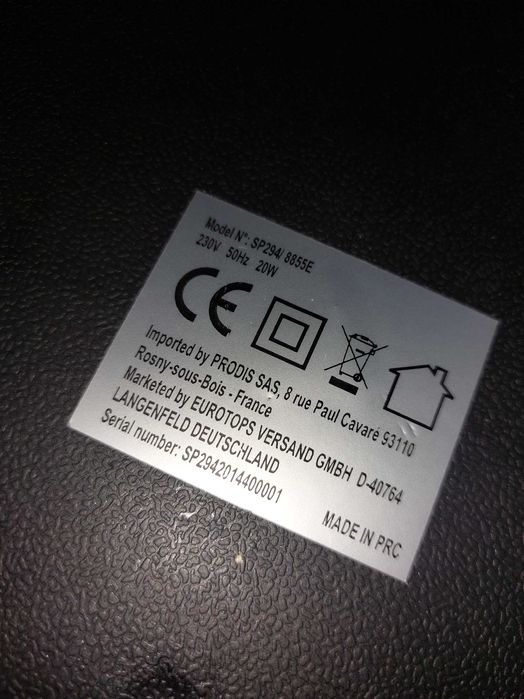 Model N°: SP294/ 8855E
230V 50Hz 20W
CE
Imported by PRODIS SAS, 8 rue Paul Cavaré 93110
Rosny-sous-Bois - France
Marketed by EUROTOPS VERSAND GMBH D-40764
LANGENFELD DEUTSCHLAND
Serial number: SP2942014400001
MADE IN PRC